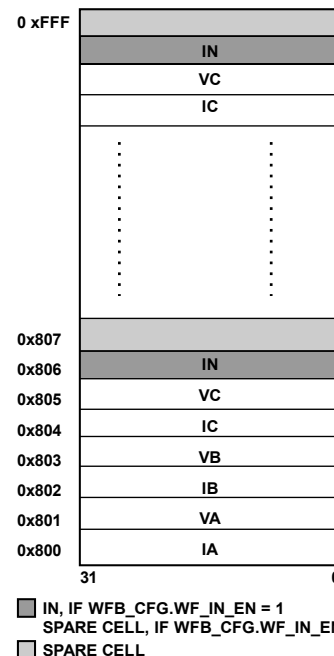 0 xFFF
IN
VC
IC
0x807
0x806 IN
0x805 VC
0x804 IC
0x803 VB
0x802 IB
0x801 VA
0x800 IA
31
IN, IF WFB_CFG.WF_IN_EN = 1
SPARE CELL, IF WFB_CFG.WF_IN_EN
SPARE CELL